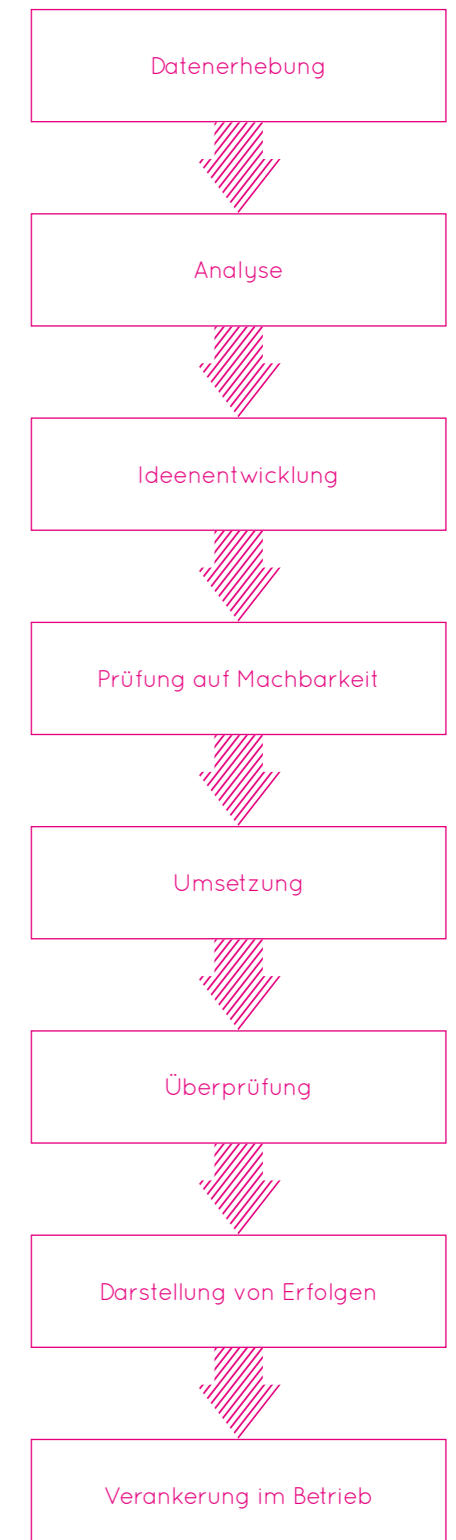 Datenerhebung
Analyse
Ideenentwicklung
Prüfung auf Machbarkeit
Umsetzung
Überprüfung
Darstellung von Erfolgen
Verankerung im Betrieb